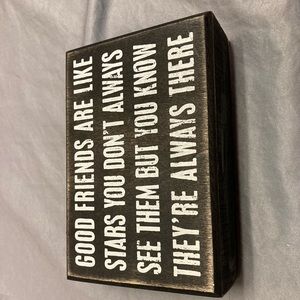 GOOD FRIENDS ARE LIKE
STARS YOU DON'T ALWAYS
SEE THEM BUT YOU KNOW
THEY'RE ALWAYS THERE